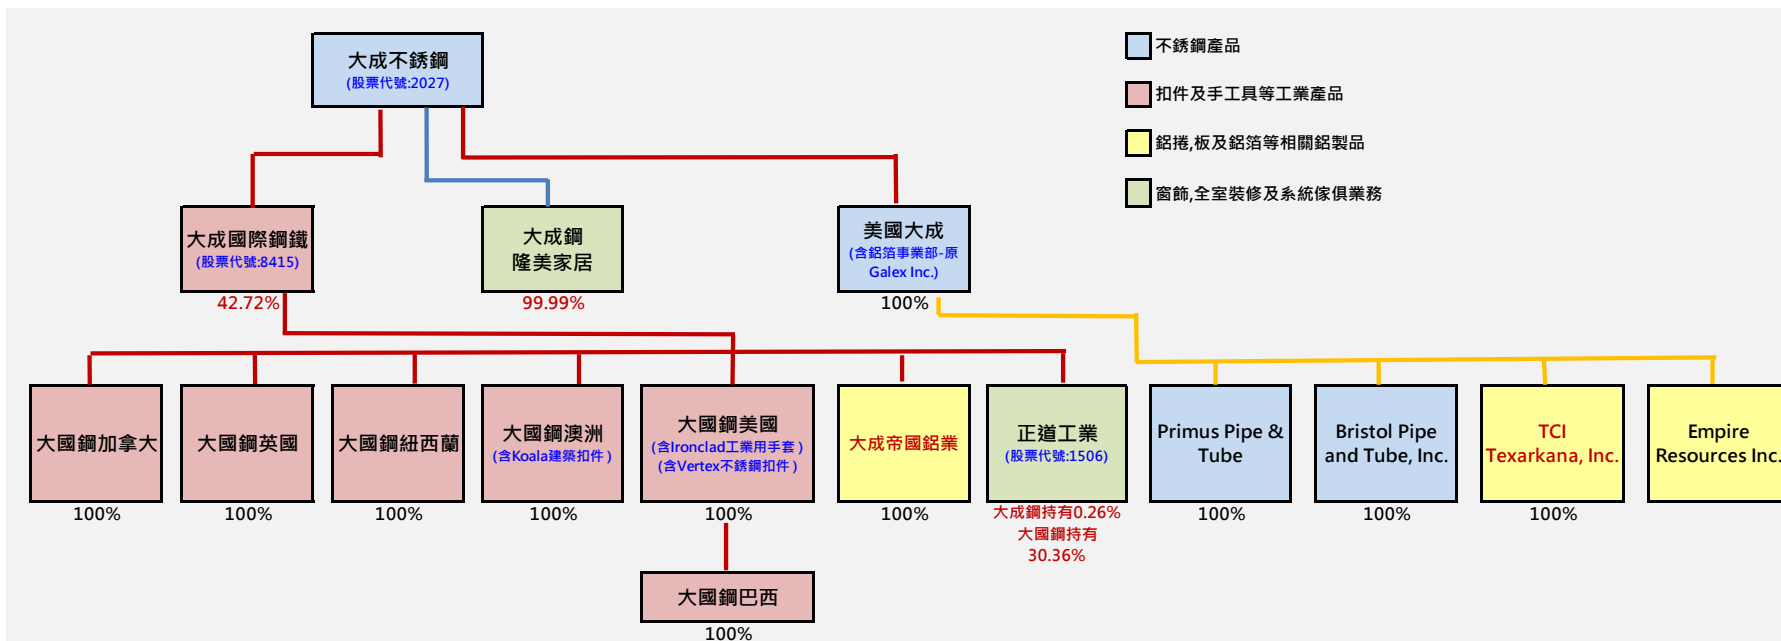 大成不銹鋼
(股票代號:2027)
不銹鋼產品
扣件及手工具等工業產品
鋁捲,板及鋁箔等相關鋁製品
窗飾,全室裝修及系統傢俱業務
大成國際鋼鐵
(股票代號:8415)
42.72%
大成鋼
隆美家居
99.99%
美國大成
(含鋁箔事業部-原
Galex Inc.)
100%
大國鋼加拿大
100%
大國鋼英國
100%
大國鋼紐西蘭
100%
大國鋼澳洲
(含Koala建築扣件)
100%
大國鋼美國
(含Ironclad工業用手套)
(含Vertex不銹鋼扣件)
100%
大成帝國鋁業
100%
正道工業
(股票代號:1506)
大成鋼持有0.26%
大國鋼持有
30.36%
Primus Pipe &
Tube
100%
Bristol Pipe
and Tube, Inc.
100%
TCI
Texarkana, Inc.
100%
Empire
Resources Inc.
大國鋼巴西
100%